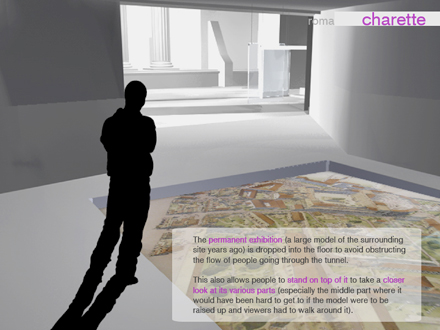 roma charette
The permanent exhibition (a large model of the surrounding
site years ago) is dropped into the floor to avoid obstructing
the flow of people going through the tunnel.
This also allows people to stand on top of it to take a closer
look at its various parts (especially the middle part where it
would have been hard to get to if the model were to be
raised up and viewers had to walk around it).